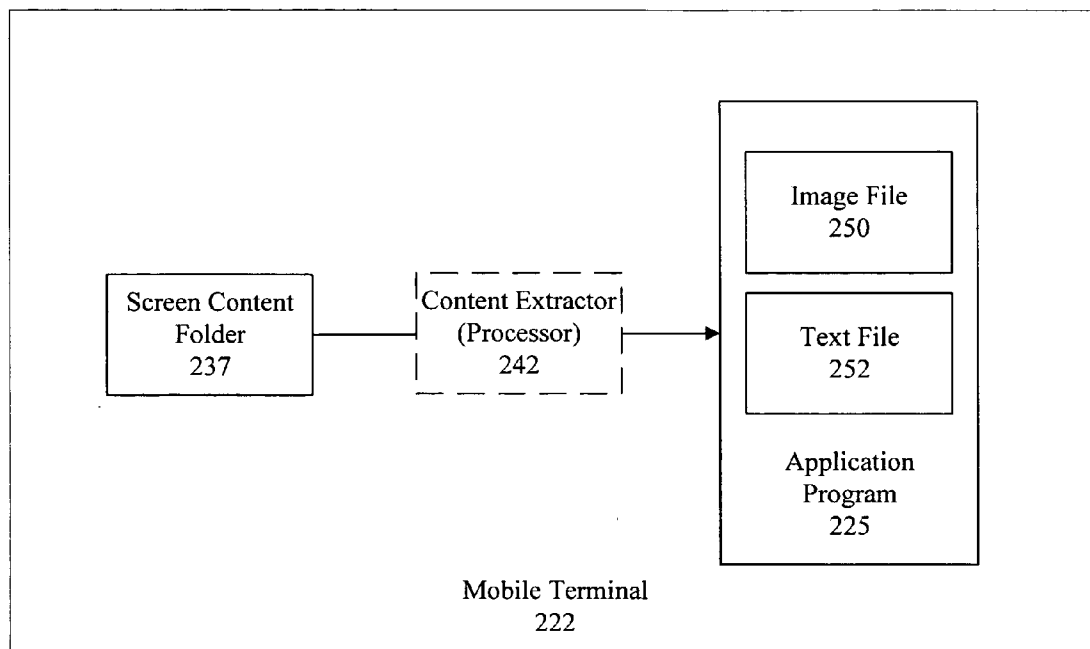 Screen Content
Folder
237
Content Extractor
(Processor)
242
Image File
250
Text File
252
Application
Program
225
Mobile Terminal
222